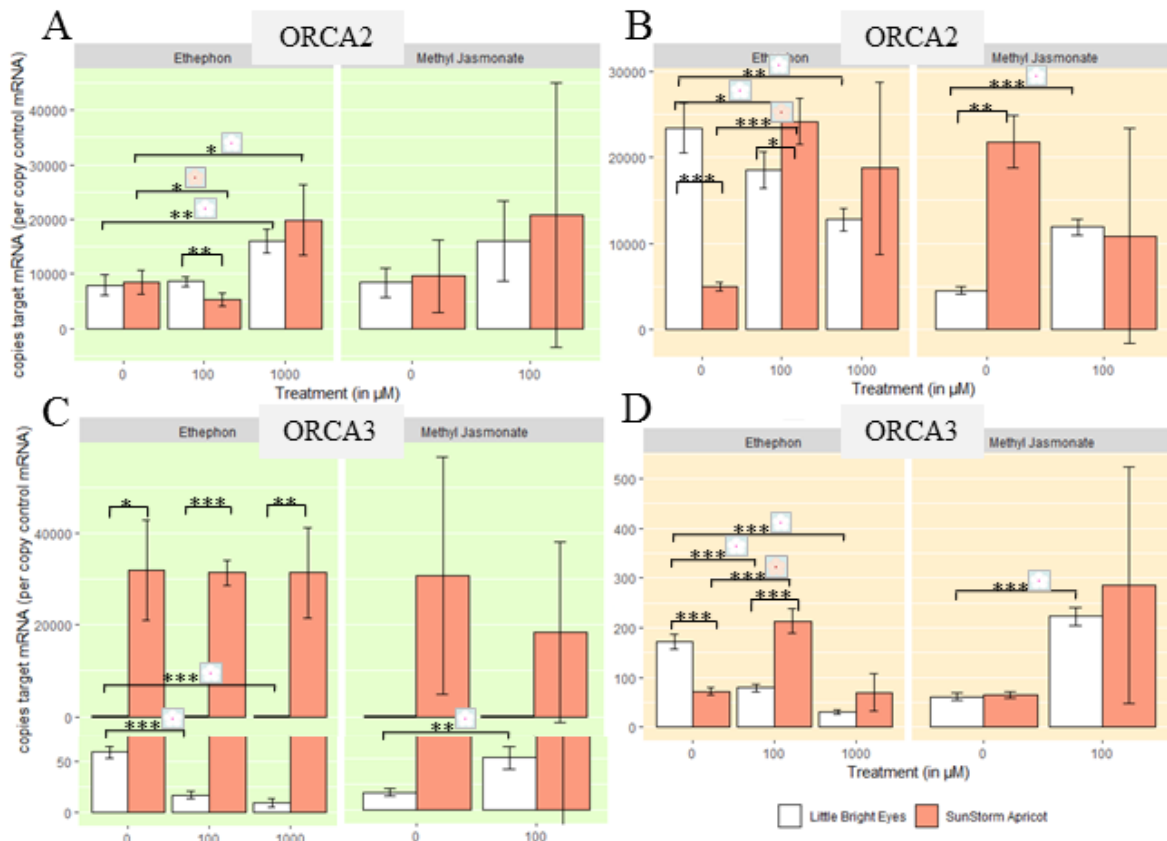 A
ORCA2
B
ORCA2
Ethephon
Methyl Jasmonate
Ethephon
Methyl Jasmonate
copies target mRNA (per copy control mRNA)
40000
30000
20000
10000
0
*
*
**
**
0
100
1000
0
100
Treatment (in µM)
30000
20000
10000
0
**
*
***
*
***
***
**
0
100
1000
0
100
Treatment (in µM)
C
ORCA3
D
ORCA3
Ethephon
Methyl Jasmonate
Ethephon
Methyl Jasmonate
copies target mRNA (per copy control mRNA)
40000
20000
0
50
0
*
***
**
***
***
**
0
100
1000
0
100
500
400
300
200
100
0
***
***
***
***
***
***
0
100
1000
0
100
Treatment (in µM)
Little Bright Eyes
SunStorm Apricot